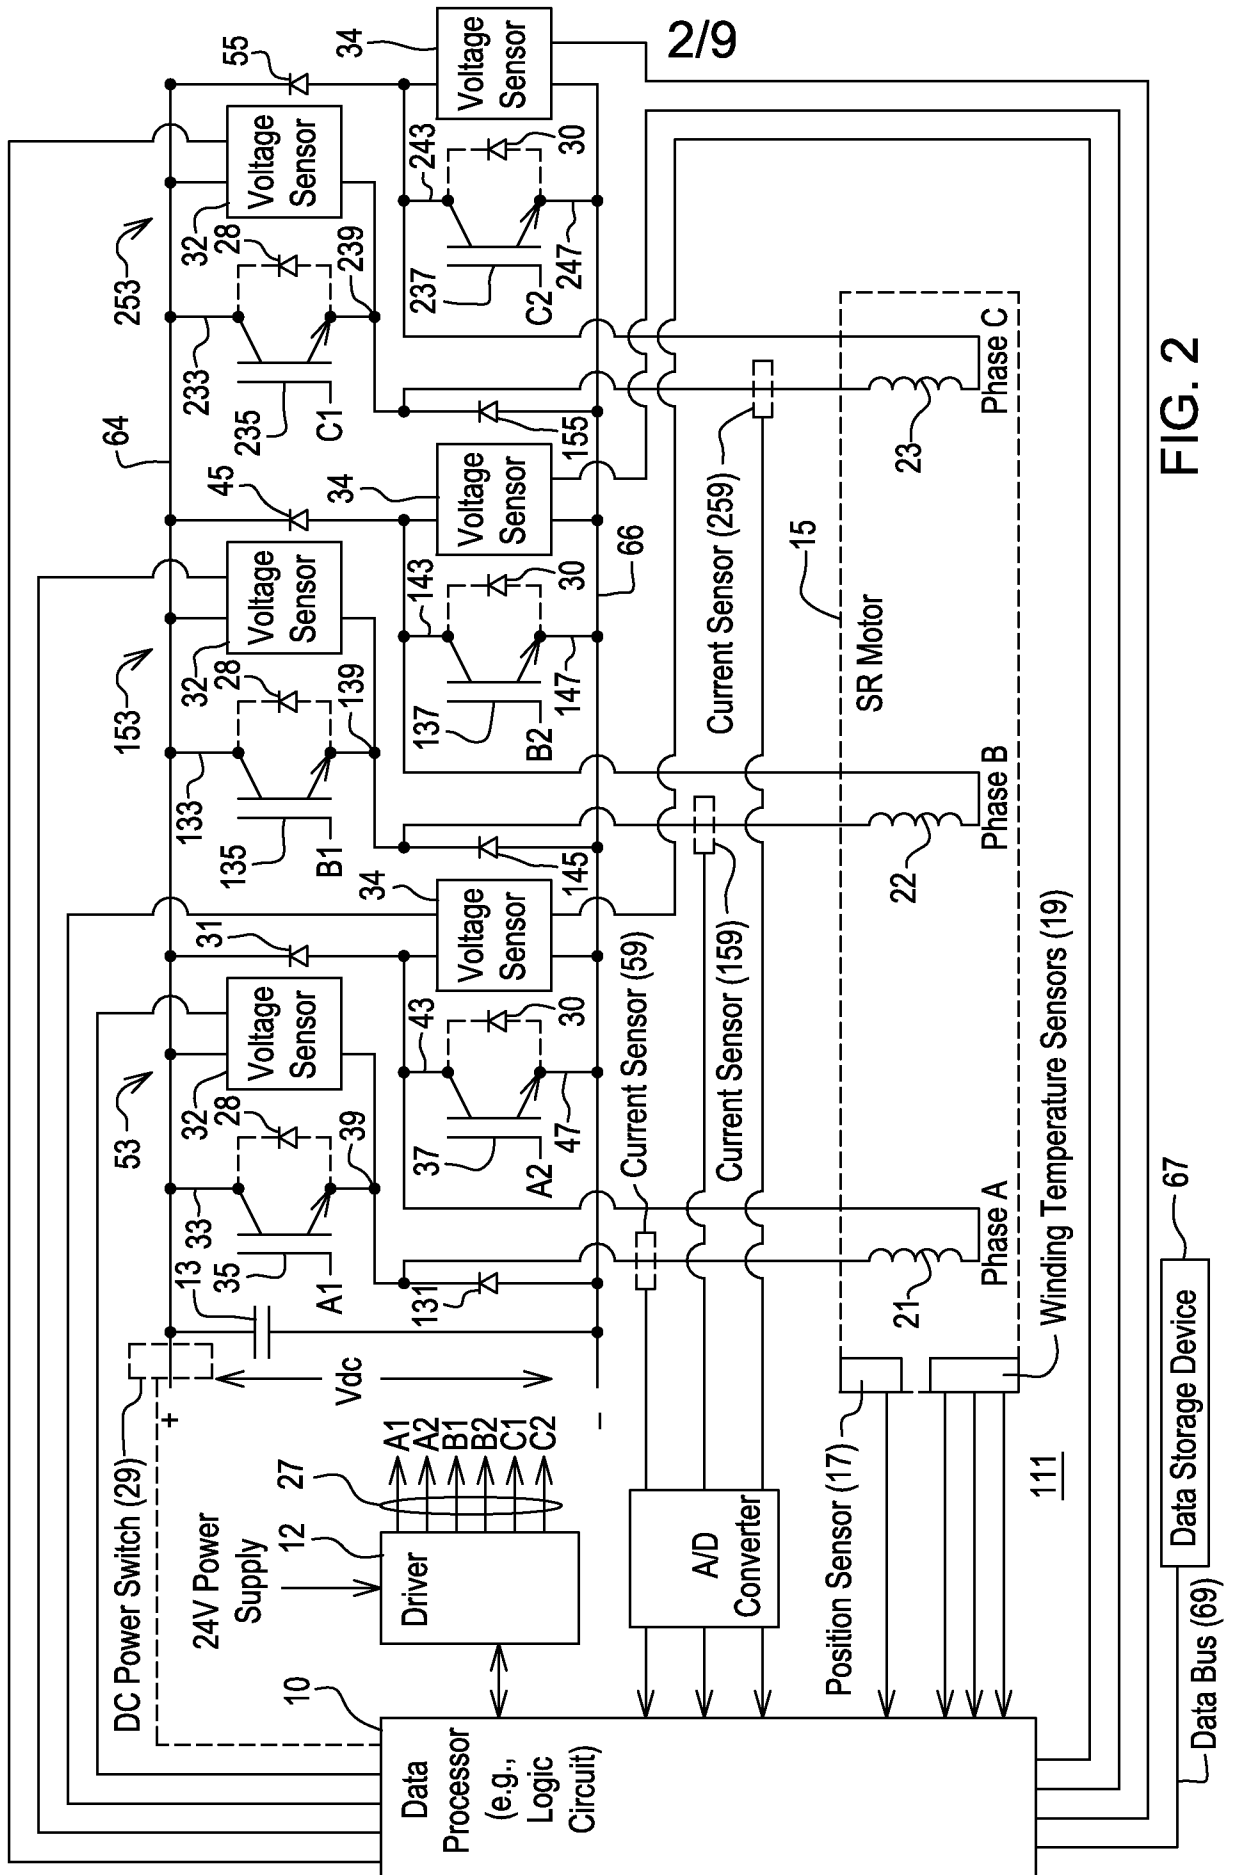 2/9
DC Power Switch (29)
+
–
Vdc
24V Power
Supply
12
Driver
27
A1
A2
B1
B2
C1
C2
10
Data
Processor
(e.g.,
Logic
Circuit)
A/D
Converter
53
33
35
13
A1
28
39
131
32
Voltage
Sensor
31
34
Voltage
Sensor
43
37
A2
47
30
153
133
135
B1
28
139
145
32
Voltage
Sensor
45
34
Voltage
Sensor
143
137
B2
147
30
64
66
253
233
235
C1
28
239
155
32
Voltage
Sensor
55
34
Voltage
Sensor
243
237
C2
247
30
Current Sensor (59)
Current Sensor (159)
Current Sensor (259)
SR Motor
15
21
Phase A
22
Phase B
23
Phase C
Position Sensor (17)
Winding Temperature Sensors (19)
111
67
Data Storage Device
Data Bus (69)
FIG. 2